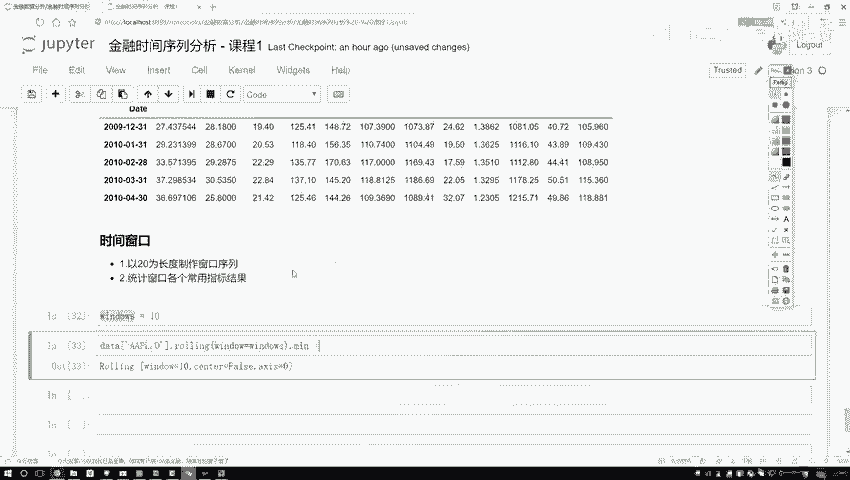 jupyter 金融时间序列分析 - 课程1 Last Checkpoint: an hour ago (unsaved changes)
Logout
File Edit View Insert Cell Kernel Widgets Help
Trusted
Code
Date
2009-12-31 27.437544 28.1800 19.40 125.41 148.72 107.3900 1073.87 24.62 1.3862 1081.05 40.72 105.960
2010-01-31 29.231399 28.6700 20.53 118.40 156.35 110.7400 1104.49 19.50 1.3625 1116.10 43.89 109.430
2010-02-28 33.571395 29.2875 22.29 135.77 170.63 117.0000 1169.43 17.59 1.3510 1112.80 44.41 108.950
2010-03-31 37.298534 30.5350 22.84 137.10 145.20 118.8125 1186.69 22.05 1.3295 1178.25 50.51 115.360
2010-04-30 36.697106 25.8000 21.42 125.46 144.26 109.3690 1089.41 32.07 1.2305 1215.71 49.86 118.881
时间窗口
1.以20为长度制作窗口序列
2.统计窗口各个常用指标结果
In [32]: windows = 10
In [33]: data['AAPL.O'].rolling(window=windows).min
Out[33]: Rolling [window=10,center=False,axis=0]
In [ ]:
In [ ]: